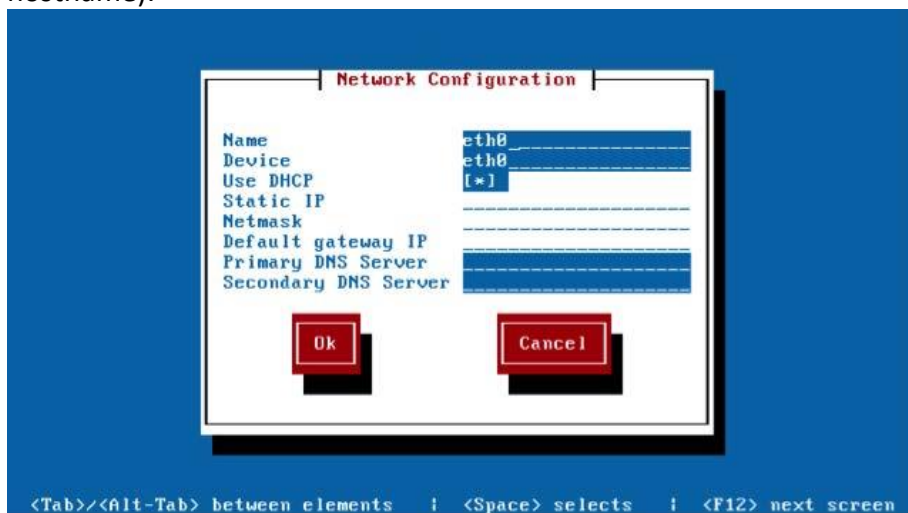 hostname).
Network Configuration
Name eth0
Device eth0
Use DHCP [*]
Static IP
Netmask
Default gateway IP
Primary DNS Server
Secondary DNS Server
Ok Cancel
<Tab>/<Alt-Tab> between elements | <Space> selects | <F12> next screen